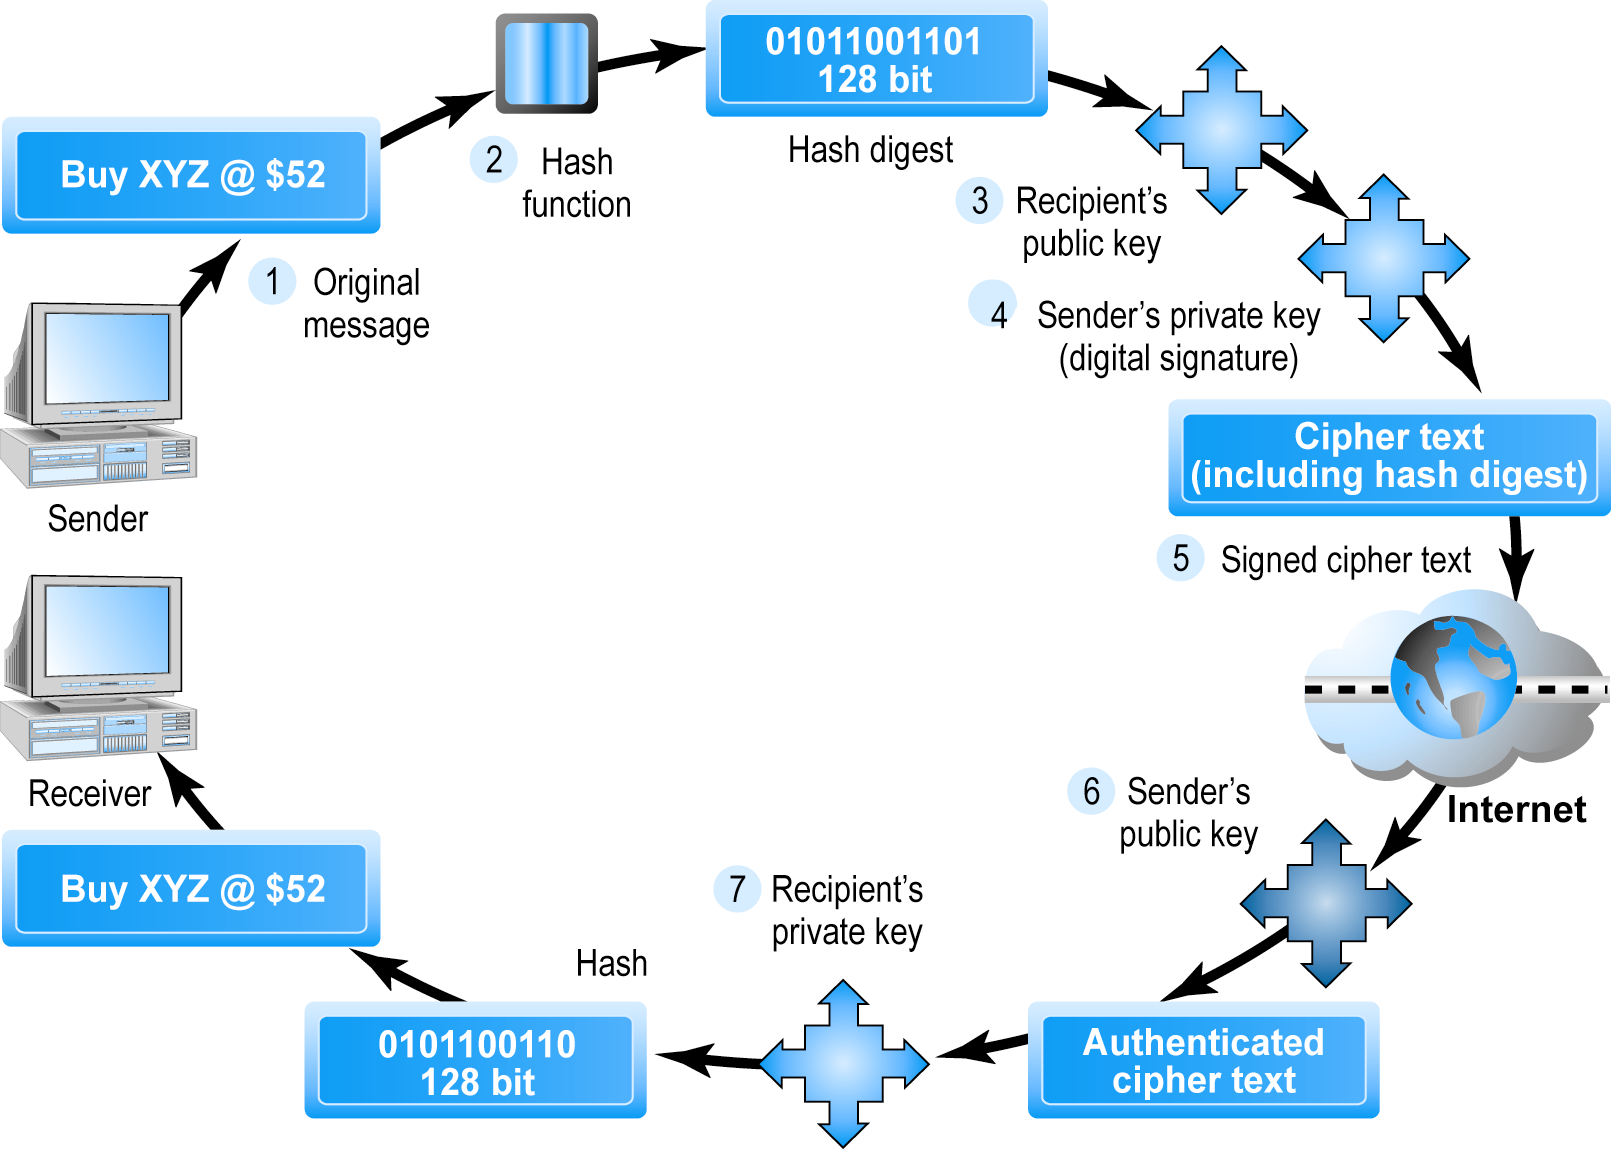 Buy XYZ @ $52
1 Original
message
Sender
2 Hash
function
01011001101
128 bit
Hash digest
3 Recipient’s
public key
4 Sender’s private key
(digital signature)
Cipher text
(including hash digest)
5 Signed cipher text
Internet
6 Sender’s
public key
Authenticated
cipher text
7 Recipient’s
private key
Hash
0101100110
128 bit
Buy XYZ @ $52
Receiver